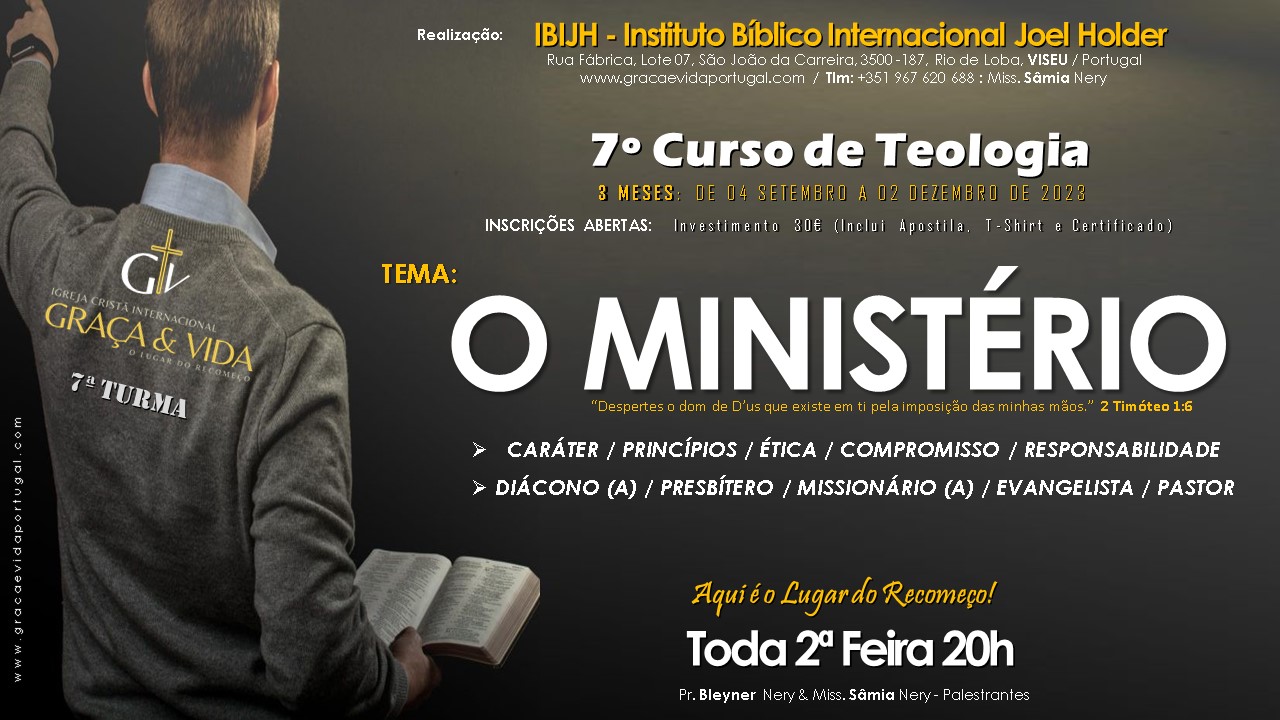 Realização: IBIJH - Instituto Bíblico Internacional Joel Holder
Rua Fábrica, Lote 07, São João da Carreira, 3500 -187, Rio de Loba, VISEU / Portugal
www.gracaevidaportugal.com / Tlm: +351 967 620 688 : Miss. Sâmia Nery
7º Curso de Teologia
3 MESES: DE 04 SETEMBRO A 02 DEZEMBRO DE 2023
INSCRIÇÕES ABERTAS: Investimento 30€ (Inclui Apostila, T-Shirt e Certificado)
TEMA:
O MINISTÉRIO
“Despertes o dom de D’us que existe em ti pela imposição das minhas mãos.” 2 Timóteo 1:6
➢ CARÁTER / PRINCÍPIOS / ÉTICA / COMPROMISSO / RESPONSABILIDADE
➢ DIÁCONO (A) / PRESBÍTERO / MISSIONÁRIO (A) / EVANGELISTA / PASTOR
Aqui é o Lugar do Recomeço!
Toda 2ª Feira 20h
Pr. Bleyner Nery & Miss. Sâmia Nery - Palestrantes
GV
IGREJA CRISTÃ INTERNACIONAL
GRAÇA & VIDA
O LUGAR DO RECOMEÇO
7ª TURMA
www.gracaevidaportugal.com